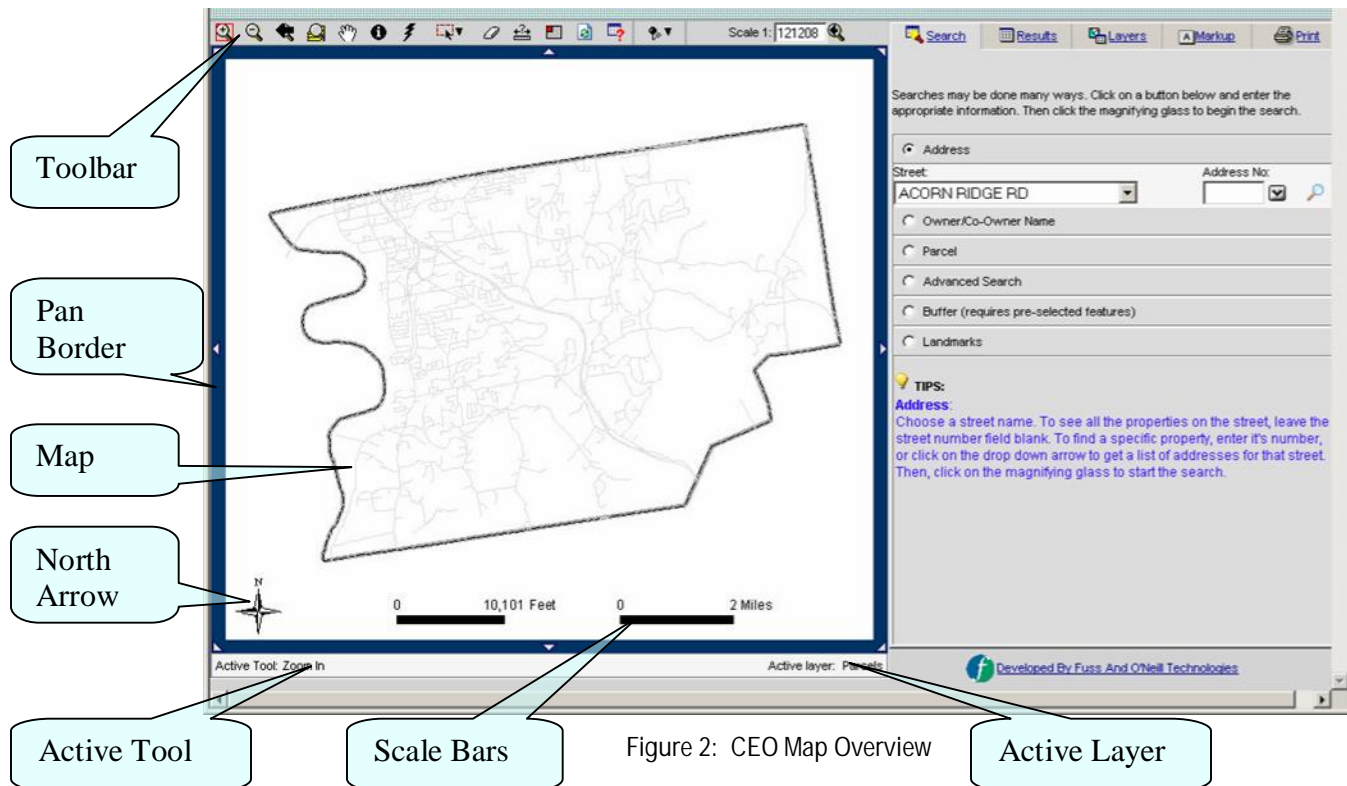 Scale 1: 121208
Search
Results
Layers
A Markup
Print
Toolbar
Pan
Border
Map
North
Arrow
Searches may be done many ways. Click on a button below and enter the
appropriate information. Then click the magnifying glass to begin the search.
Address
Street:
Address No:
ACORN RIDGE RD
Owner/Co-Owner Name
Parcel
Advanced Search
Buffer (requires pre-selected features)
Landmarks
TIPS:
Address:
Choose a street name. To see all the properties on the street, leave the
street number field blank. To find a specific property, enter it's number,
or click on the drop down arrow to get a list of addresses for that street.
Then, click on the magnifying glass to start the search.
N
0 10,101 Feet
0 2 Miles
Active Tool: Zoom In
Active layer: Parcels
f
Developed By Fuss And O'Neill Technologies
Active Tool
Scale Bars
Figure 2: CEO Map Overview
Active Layer